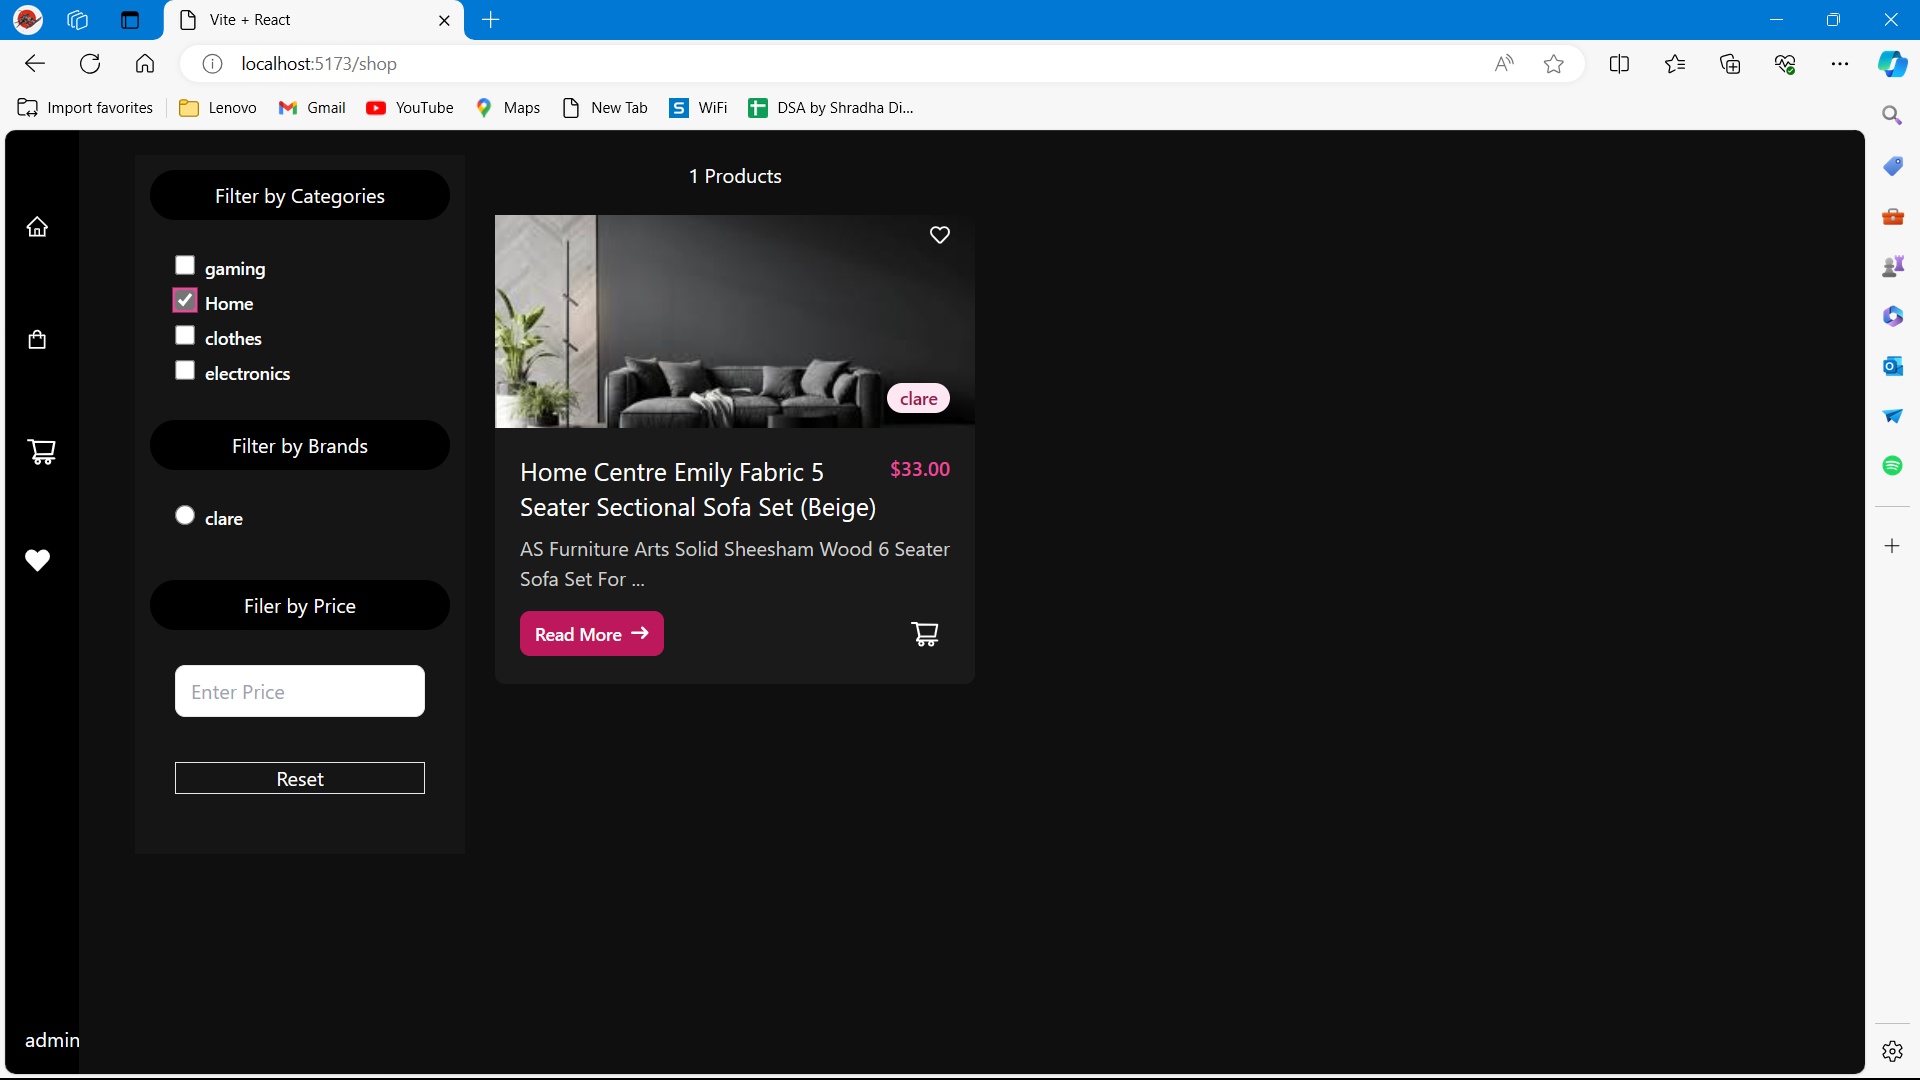 Vite + React
localhost:5173/shop
Import favorites
Lenovo
Gmail
YouTube
Maps
New Tab
S
WiFi
DSA by Shradha Di...
Filter by Categories
gaming
Home
clothes
electronics
Filter by Brands
clare
Filer by Price
Enter Price
Reset
admin
1 Products
clare
Home Centre Emily Fabric 5
Seater Sectional Sofa Set (Beige)
$33.00
AS Furniture Arts Solid Sheesham Wood 6 Seater
Sofa Set For ...
Read More